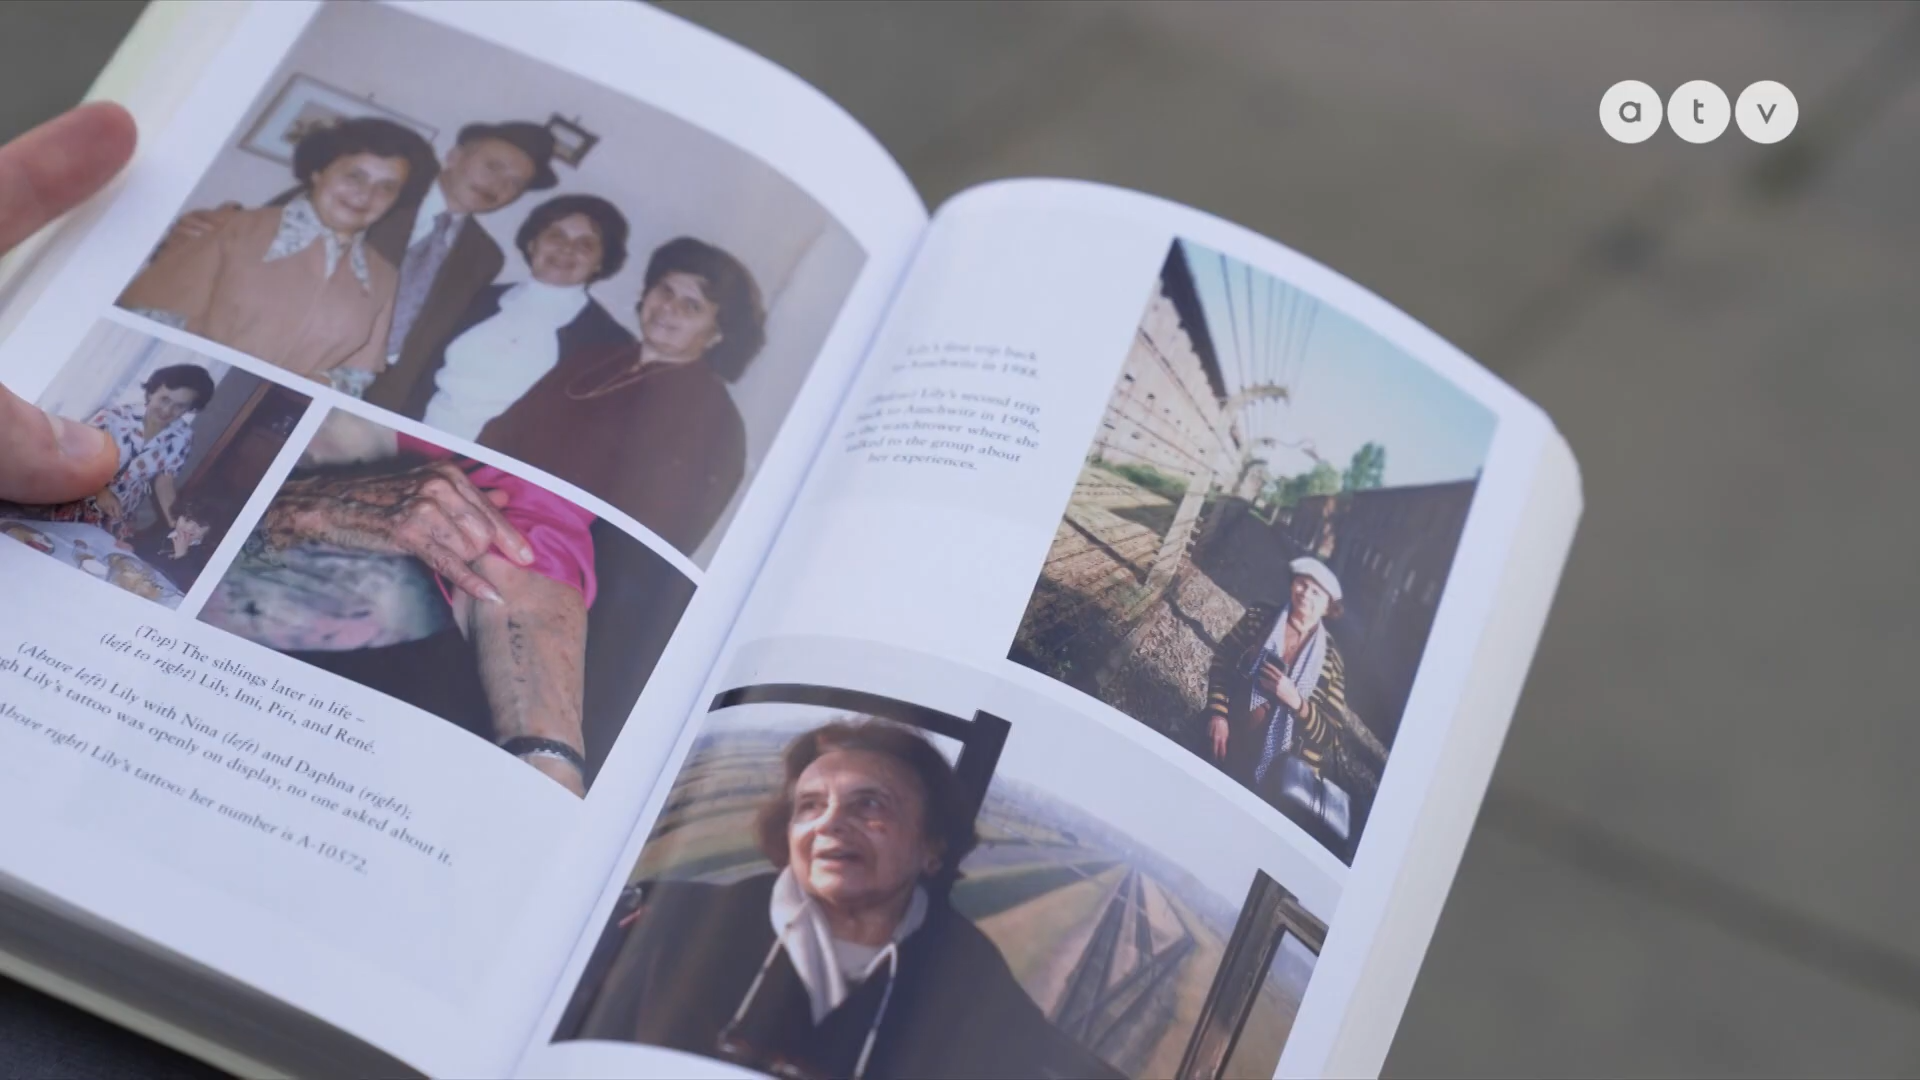 (Top) The siblings later in life –
(left to right) Lily, Imi, Piri, and René.
(Above left) Lily with Nina (left) and Daphna (right);
Lily's tattoo was openly on display, no one asked about it.
Above right) Lily's tattoo: her number is A-10572.
Lily's first trip back
to Auschwitz in 1988.
(Below) Lily's second trip
back to Auschwitz in 1996,
in the watchtower where she
talked to the group about
her experiences.
atv